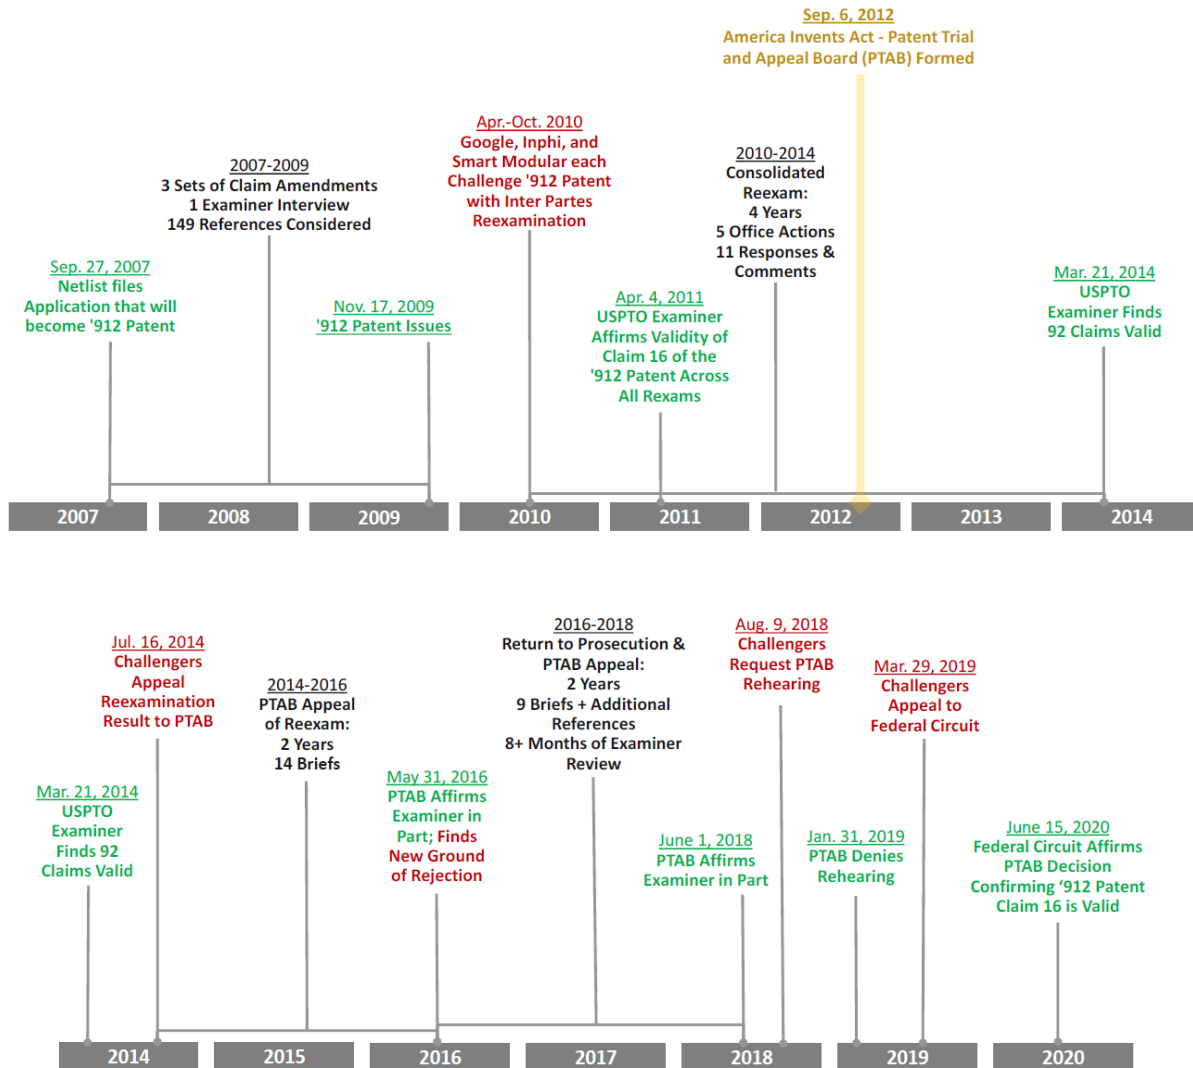 Sep. 6, 2012
America Invents Act - Patent Trial
and Appeal Board (PTAB) Formed
Apr.-Oct. 2010
Google, Inphi, and
Smart Modular each
Challenge '912 Patent
with Inter Partes
Reexamination
2007-2009
3 Sets of Claim Amendments
1 Examiner Interview
149 References Considered
2010-2014
Consolidated
Reexam:
4 Years
5 Office Actions
11 Responses &
Comments
Sep. 27, 2007
Netlist files
Application that will
become '912 Patent
Nov. 17, 2009
'912 Patent Issues
Apr. 4, 2011
USPTO Examiner
Affirms Validity of
Claim 16 of the
'912 Patent Across
All Rexams
Mar. 21, 2014
USPTO
Examiner Finds
92 Claims Valid
2007
2008
2009
2010
2011
2012
2013
2014
Jul. 16, 2014
Challengers
Appeal
Reexamination
Result to PTAB
2014-2016
PTAB Appeal
of Reexam:
2 Years
14 Briefs
2016-2018
Return to Prosecution &
PTAB Appeal:
2 Years
9 Briefs + Additional
References
8+ Months of Examiner
Review
Aug. 9, 2018
Challengers
Request PTAB
Rehearing
Mar. 29, 2019
Challengers
Appeal to
Federal Circuit
Mar. 21, 2014
USPTO
Examiner
Finds 92
Claims Valid
May 31, 2016
PTAB Affirms
Examiner in
Part; Finds
New Ground
of Rejection
June 1, 2018
PTAB Affirms
Examiner in Part
Jan. 31, 2019
PTAB Denies
Rehearing
June 15, 2020
Federal Circuit Affirms
PTAB Decision
Confirming ‘912 Patent
Claim 16 is Valid
2014
2015
2016
2017
2018
2019
2020